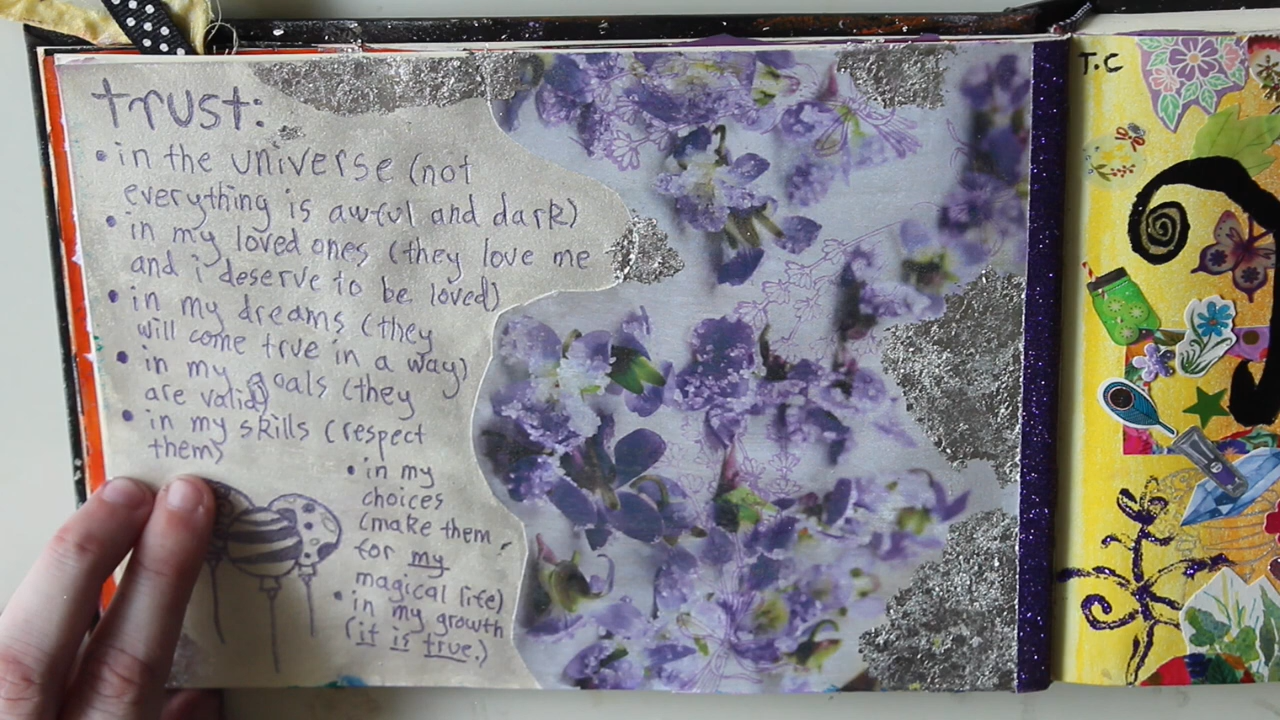 trust:
• in the universe (not
everything is awful and dark)
• in my loved ones (they love me
and i deserve to be loved)
• in my dreams (they
will come true in a way)
• in my goals (they
are valid)
• in my skills (respect
them)
• in my
choices
(make them
for my
magical life)
• in my growth
(it is true.)
T.C